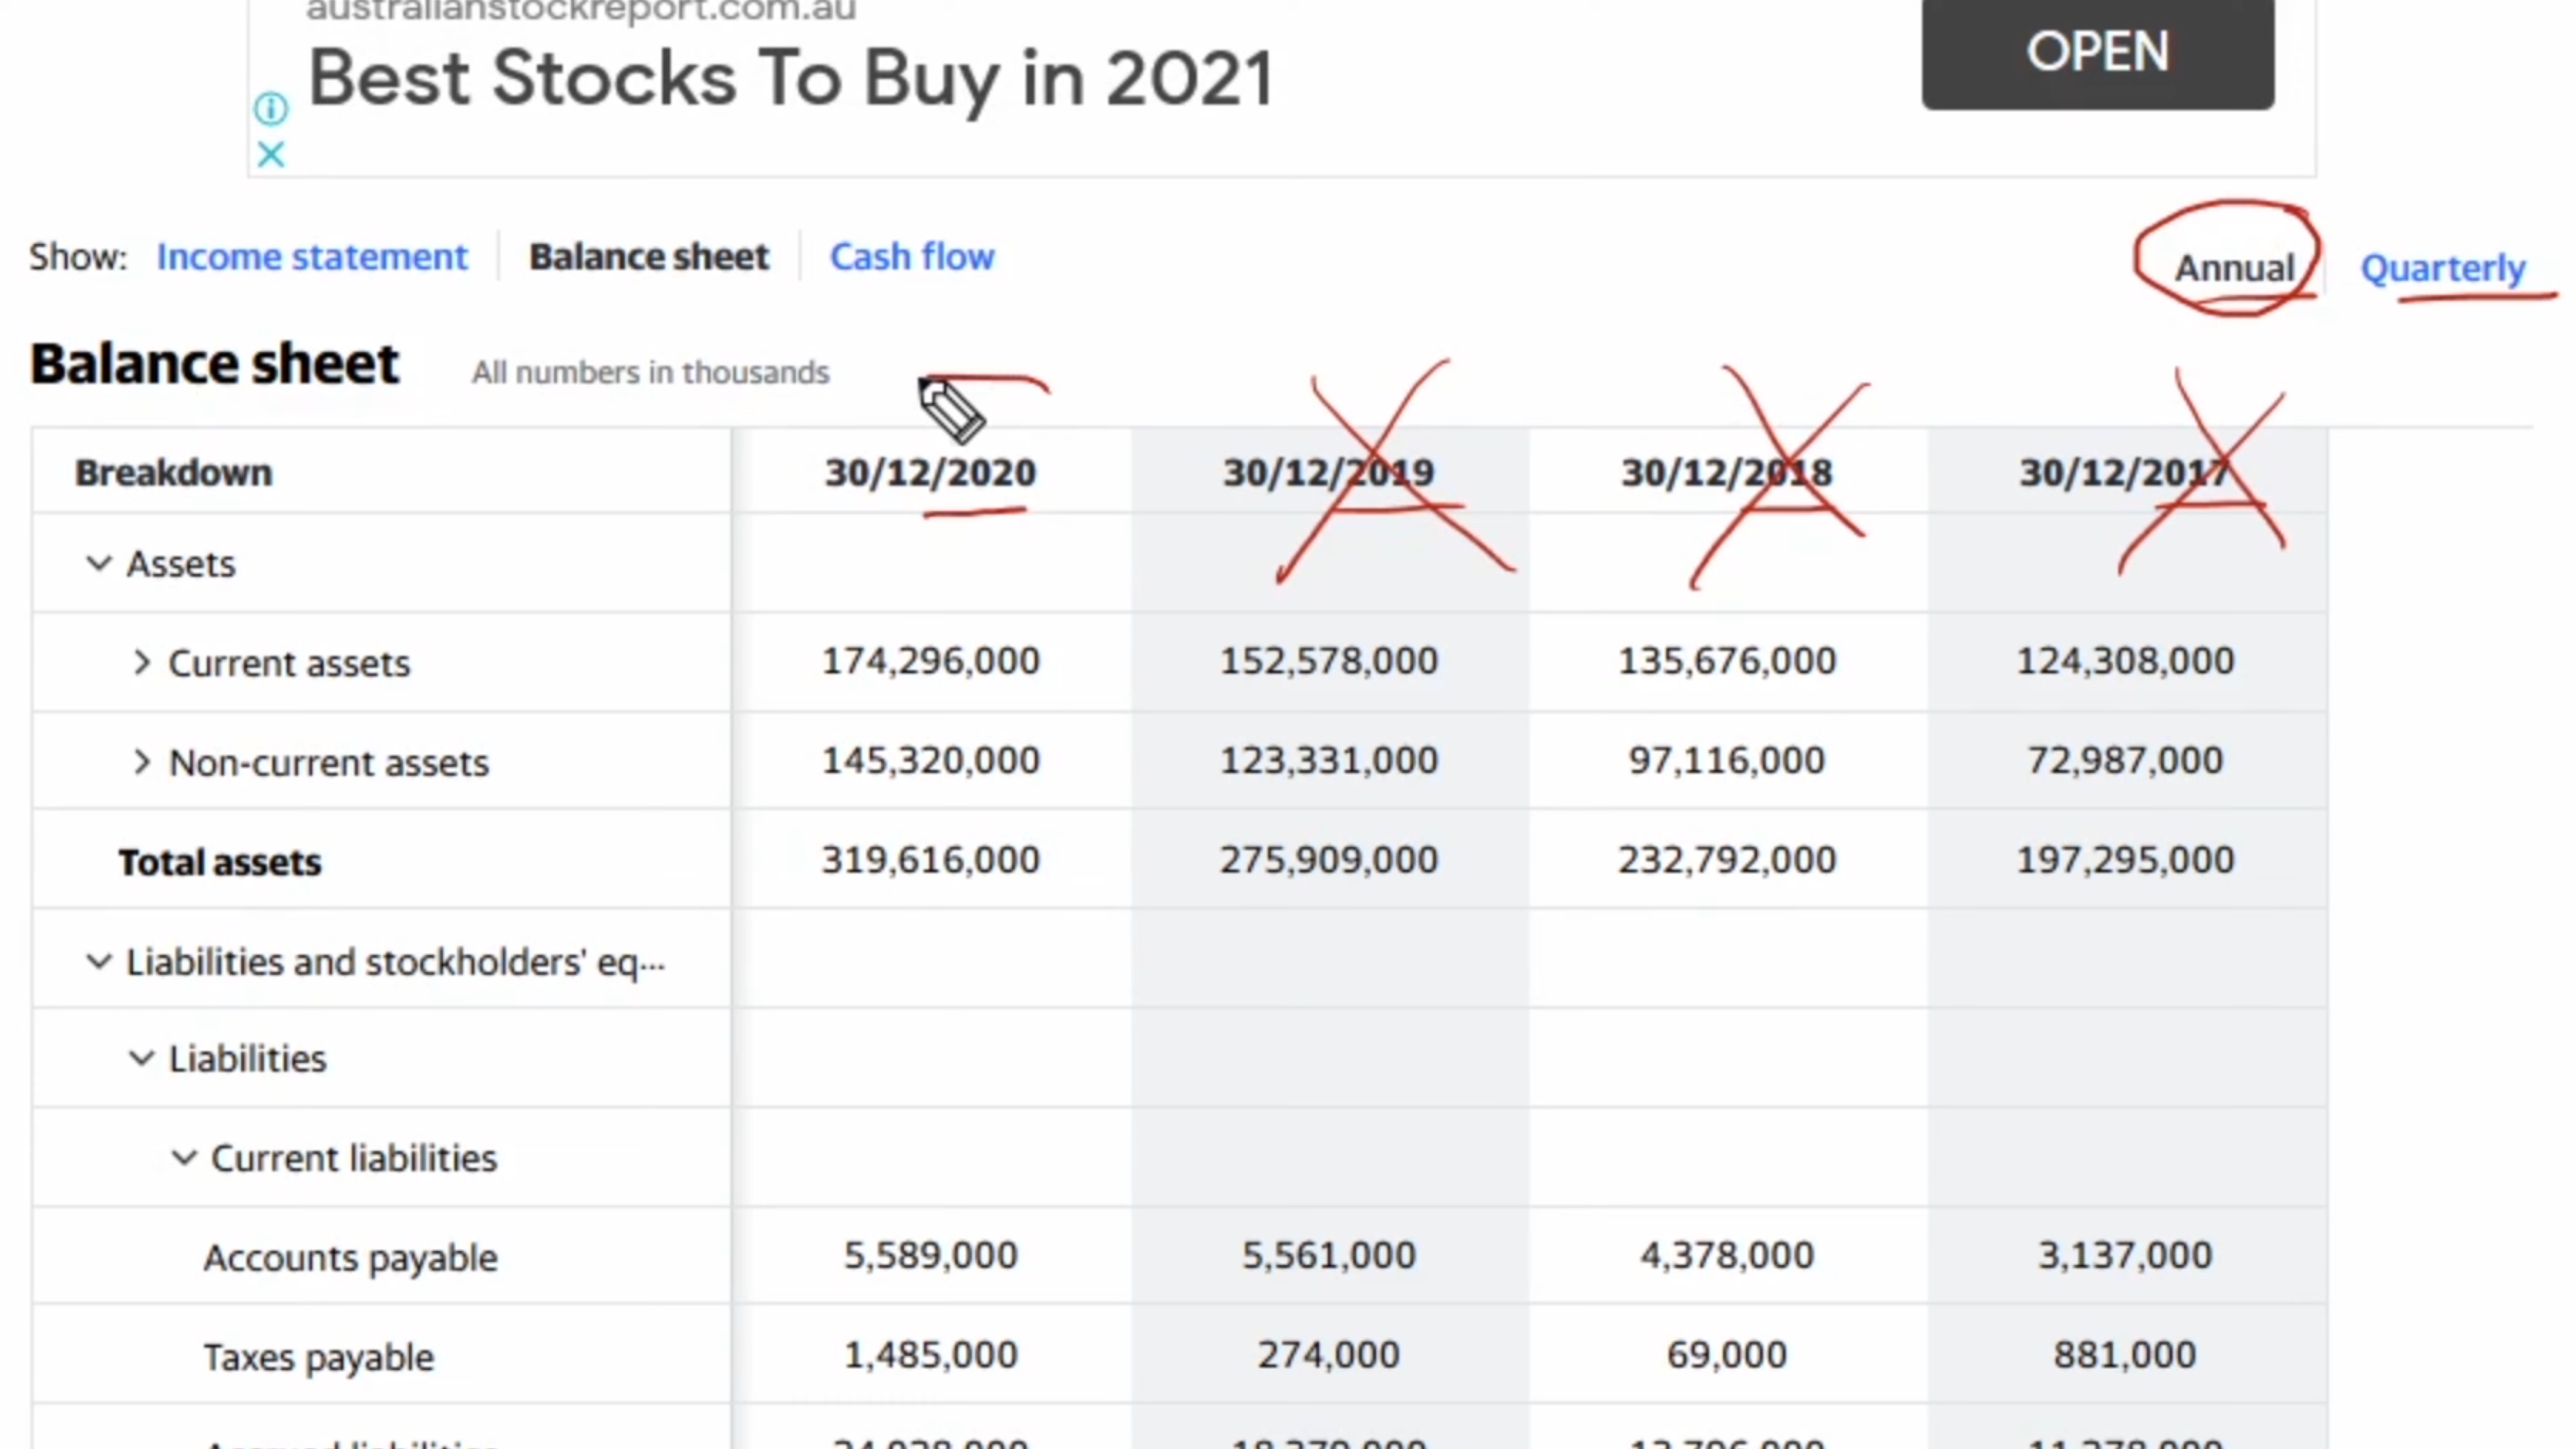 australianstockreport.com.au
Best Stocks To Buy in 2021
OPEN
Show: Income statement Balance sheet Cash flow Annual Quarterly
Balance sheet All numbers in thousands
Breakdown 30/12/2020 30/12/2019 30/12/2018 30/12/2017
Assets
Current assets 174,296,000 152,578,000 135,676,000 124,308,000
Non-current assets 145,320,000 123,331,000 97,116,000 72,987,000
Total assets 319,616,000 275,909,000 232,792,000 197,295,000
Liabilities and stockholders' eq...
Liabilities
Current liabilities
Accounts payable 5,589,000 5,561,000 4,378,000 3,137,000
Taxes payable 1,485,000 274,000 69,000 881,000